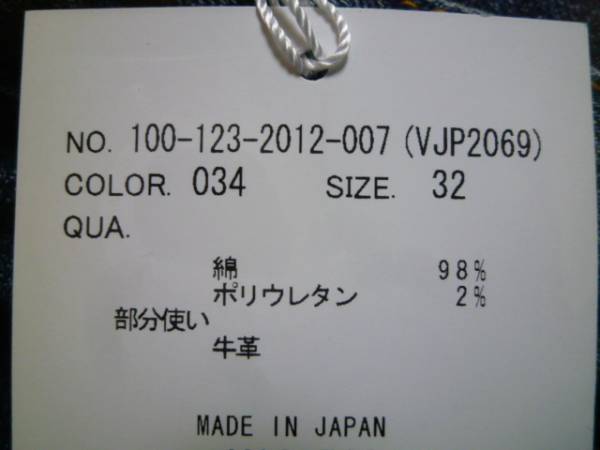 NO. 100-123-2012-007 (VJP2069)
COLOR. 034 SIZE. 32
QUA.
綿 98%
ポリウレタン 2%
部分使い
牛革
MADE IN JAPAN